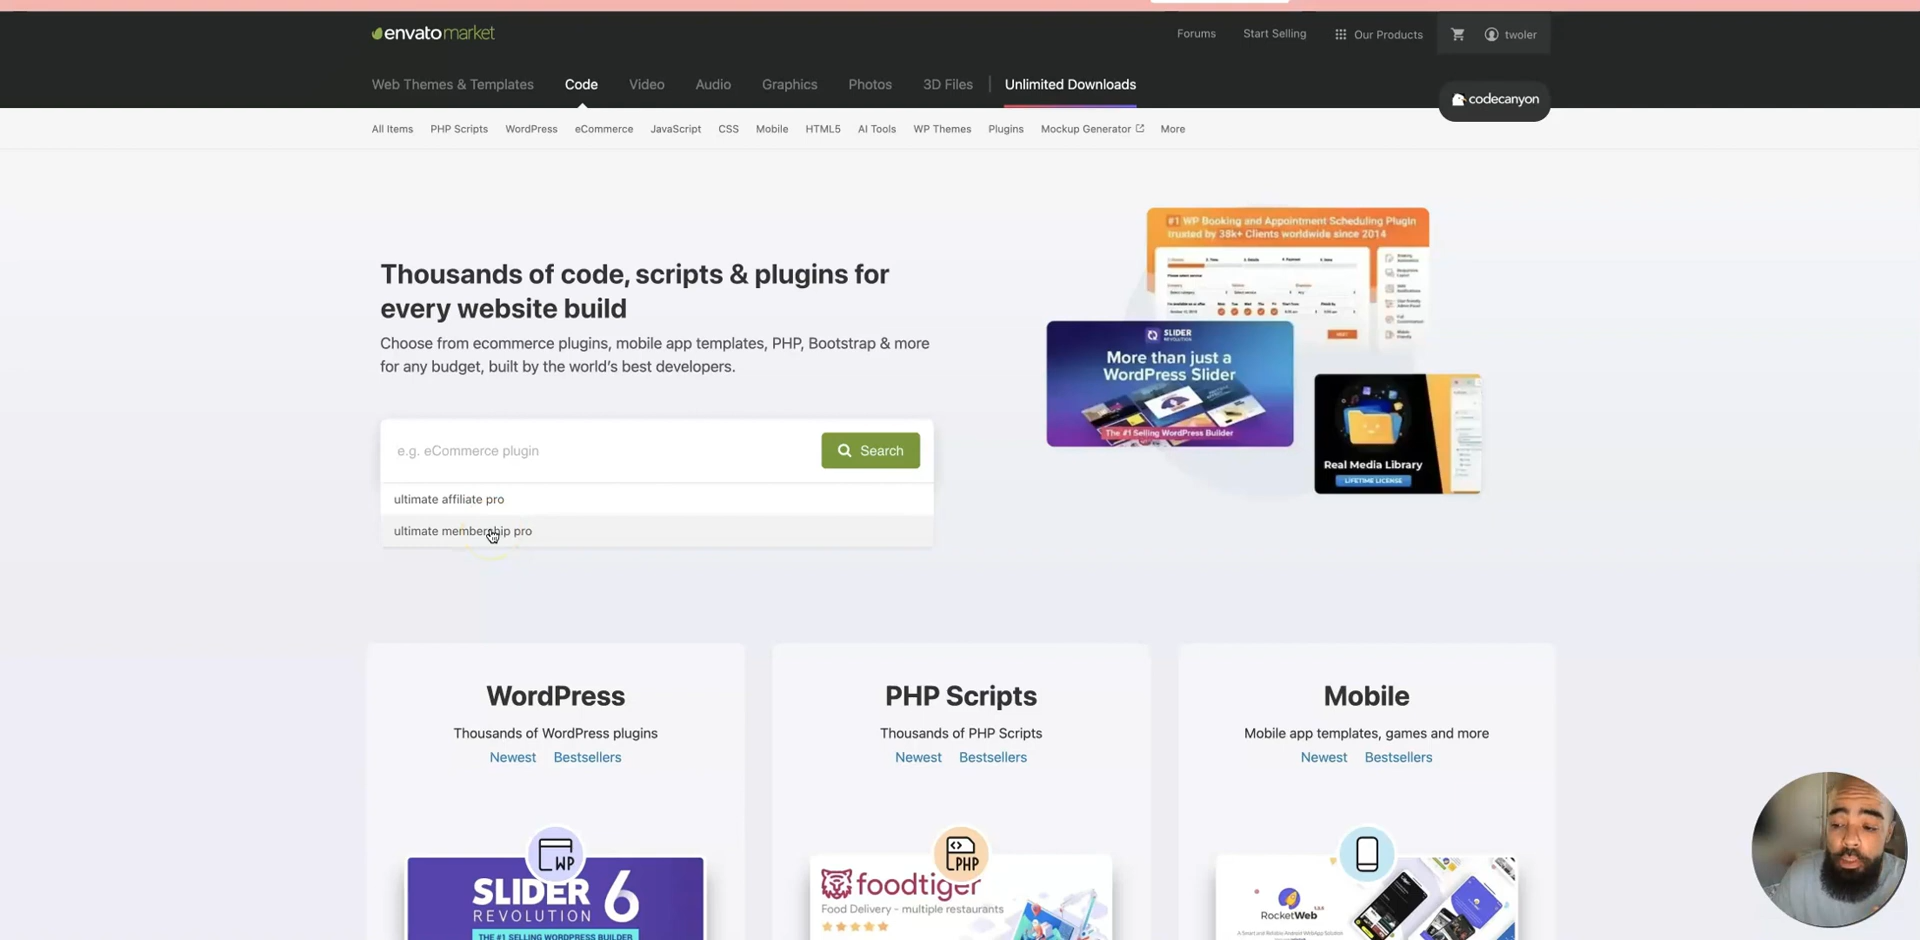 envatomarket
Forums
Start Selling
Our Products
twoler
Web Themes & Templates
Code
Video
Audio
Graphics
Photos
3D Files
Unlimited Downloads
codecanyon
All Items
PHP Scripts
WordPress
eCommerce
JavaScript
CSS
Mobile
HTML5
AI Tools
WP Themes
Plugins
Mockup Generator
More
Thousands of code, scripts & plugins for
every website build
Choose from ecommerce plugins, mobile app templates, PHP, Bootstrap & more
for any budget, built by the world's best developers.
e.g. eCommerce plugin
Search
ultimate affiliate pro
ultimate membership pro
#1 WP Booking and Appointment Scheduling Plugin
trusted by 38k+ Clients worldwide since 2014
SLIDER
REVOLUTION
More than just a
WordPress Slider
The #1 Selling WordPress Builder
Real Media Library
LIFETIME LICENSE
WordPress
Thousands of WordPress plugins
Newest
Bestsellers
WP
SLIDER
REVOLUTION
6
THE #1 SELLING WORDPRESS BUILDER
PHP Scripts
Thousands of PHP Scripts
Newest
Bestsellers
PHP
foodtiger
Food Delivery - multiple restaurants
Mobile
Mobile app templates, games and more
Newest
Bestsellers
RocketWeb